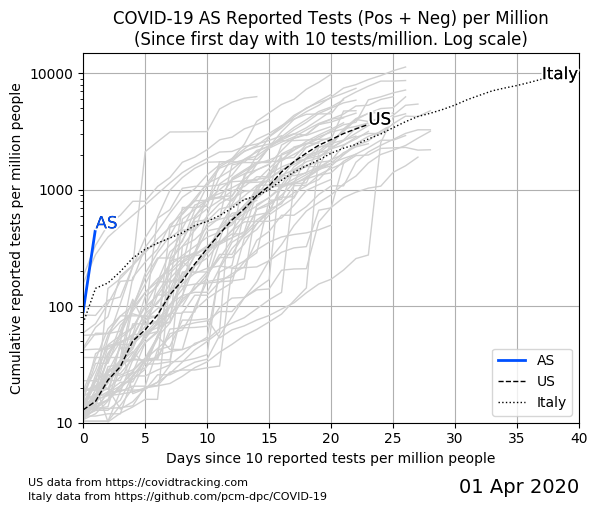 COVID-19 AS Reported Tests (Pos + Neg) per Million
(Since first day with 10 tests/million. Log scale)
Cumulative reported tests per million people
10000
1000
100
10
AS
US
Italy
AS
US
Italy
0 5 10 15 20 25 30 35 40
Days since 10 reported tests per million people
US data from https://covidtracking.com
Italy data from https://github.com/pcm-dpc/COVID-19
01 Apr 2020